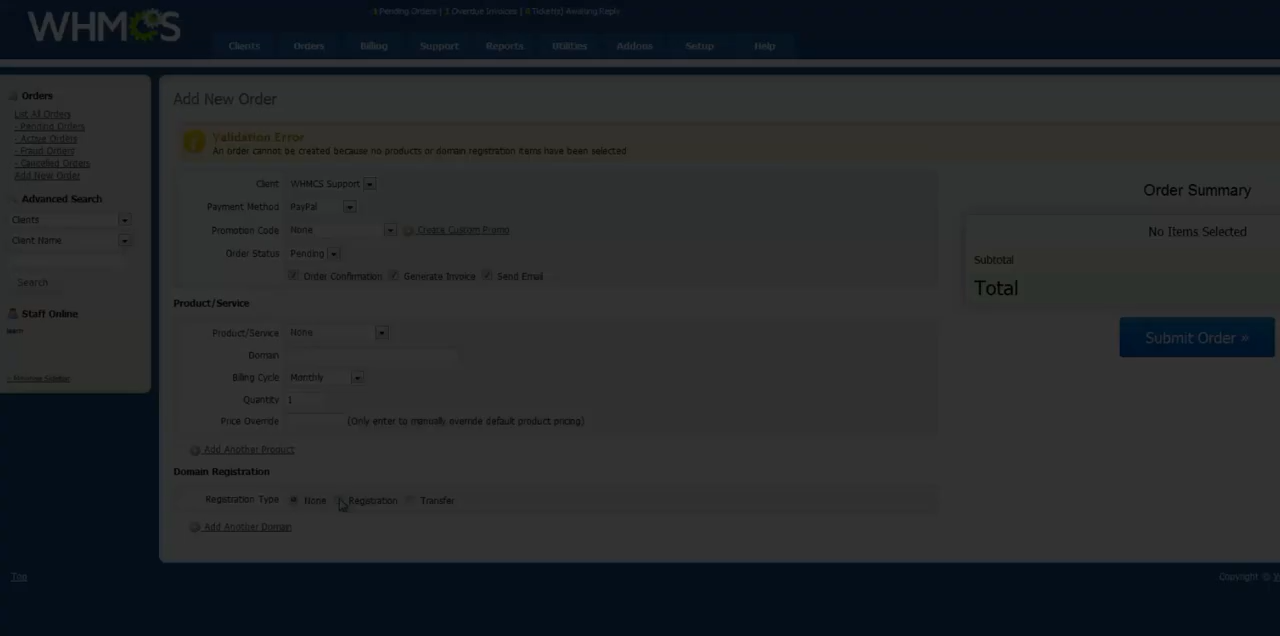 WHMCS
1 Pending Orders | 1 Overdue Invoices | Ticket(s) Awaiting Reply
Clients Orders Billing Support Reports Utilities Addons Setup Help
Orders
List All Orders
- Pending Orders
- Active Orders
- Fraud Orders
- Cancelled Orders
Add New Order
Advanced Search
Clients
Client Name
Search
Staff Online
Add New Order
Validation Error
An order cannot be created because no products or domain registration items have been selected
Client WHMCS Support
Payment Method PayPal
Promotion Code None Create Custom Promo
Order Status Pending
Order Confirmation Generate Invoice Send Email
Product/Service
Product/Service None
Domain
Billing Cycle Monthly
Quantity 1
Price Override (Only enter to manually override default product pricing)
Add Another Product
Domain Registration
Registration Type None Registration Transfer
Add Another Domain
Order Summary
No Items Selected
Subtotal
Total
Submit Order »
Top
Copyright ©